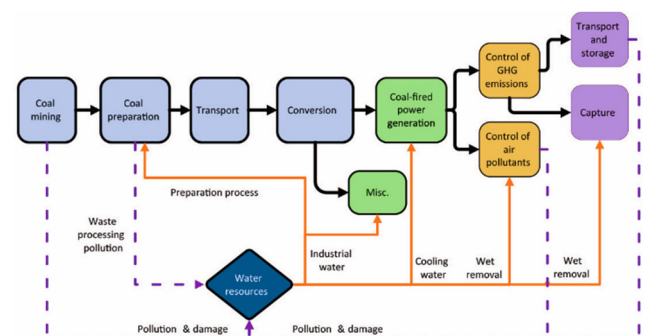 Transport
and
storage
Control of
GHG
emissions
Coal
mining
Coal
preparation
Transport
Conversion
Coal-fired
power
generation
Capture
Control of
air
pollutants
Misc.
Preparation process
Waste
processing
pollution
Industrial
water
Cooling
water
Wet
removal
Wet
removal
Water
resources
Pollution & damage
Pollution & damage